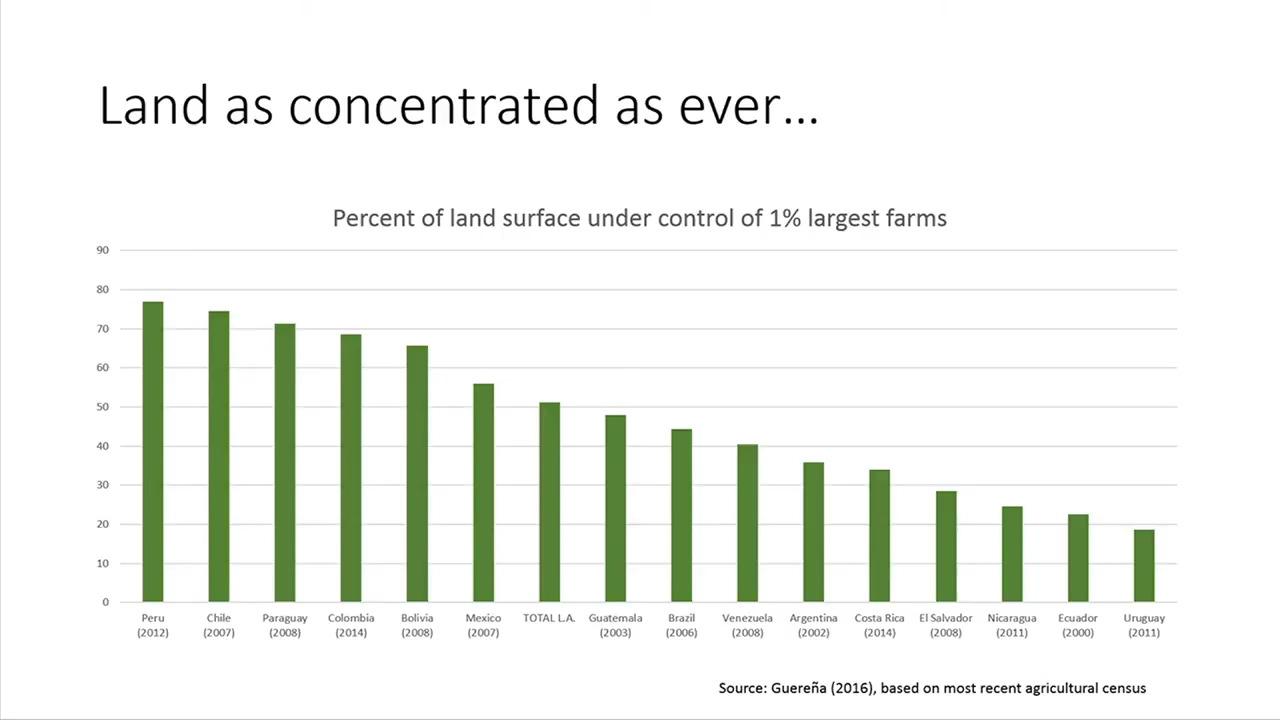 Land as concentrated as ever...
Percent of land surface under control of 1% largest farms
90
80
70
60
50
40
30
20
10
0
Peru Chile Paraguay Colombia Bolivia Mexico TOTAL L.A. Guatemala Brazil Venezuela Argentina Costa Rica El Salvador Nicaragua Ecuador Uruguay
(2012) (2007) (2008) (2014) (2008) (2007) (2003) (2006) (2008) (2002) (2014) (2008) (2011) (2000) (2011)
Source: Guereña (2016), based on most recent agricultural census